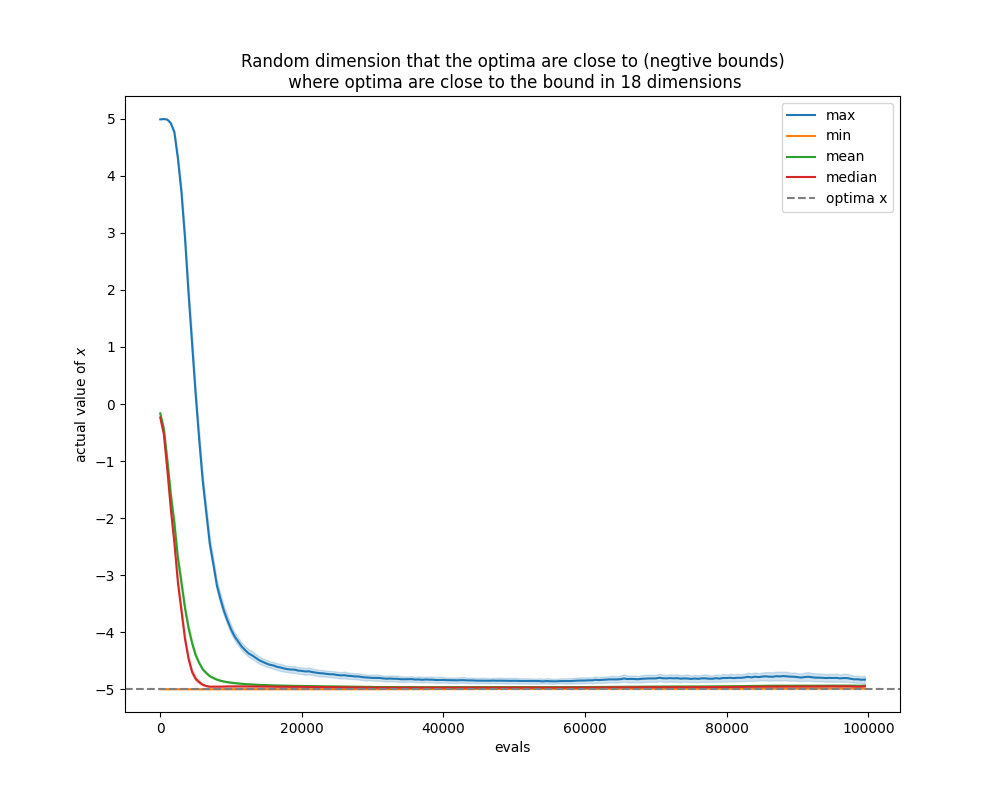 Random dimension that the optima are close to (negtive bounds)
where optima are close to the bound in 18 dimentions
max
min
mean
median
optima x
5
4
3
2
1
0
−1
−2
−3
−4
−5
actual value of x
0
20000
40000
60000
80000
100000
evals